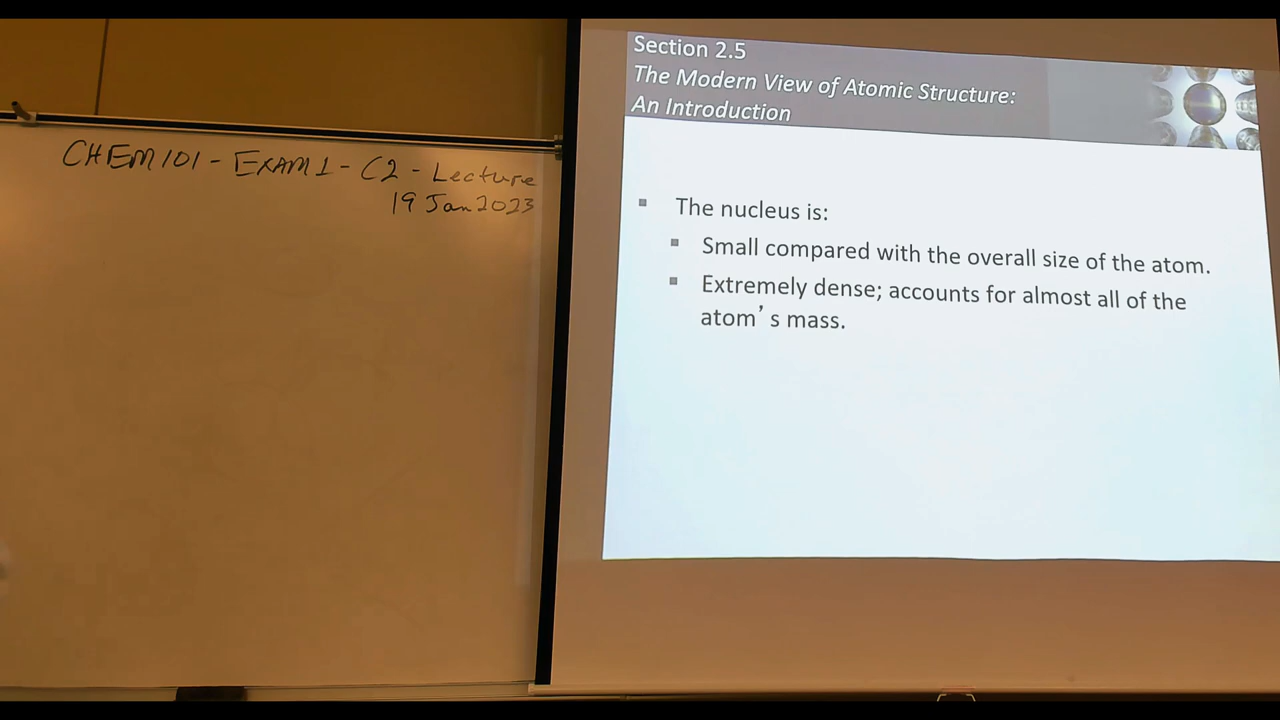 CHEM101 - EXAM1 - C2 - Lecture
19 Jan 2023
Section 2.5
The Modern View of Atomic Structure:
An Introduction
▪ The nucleus is:
▪ Small compared with the overall size of the atom.
▪ Extremely dense; accounts for almost all of the
atom’s mass.